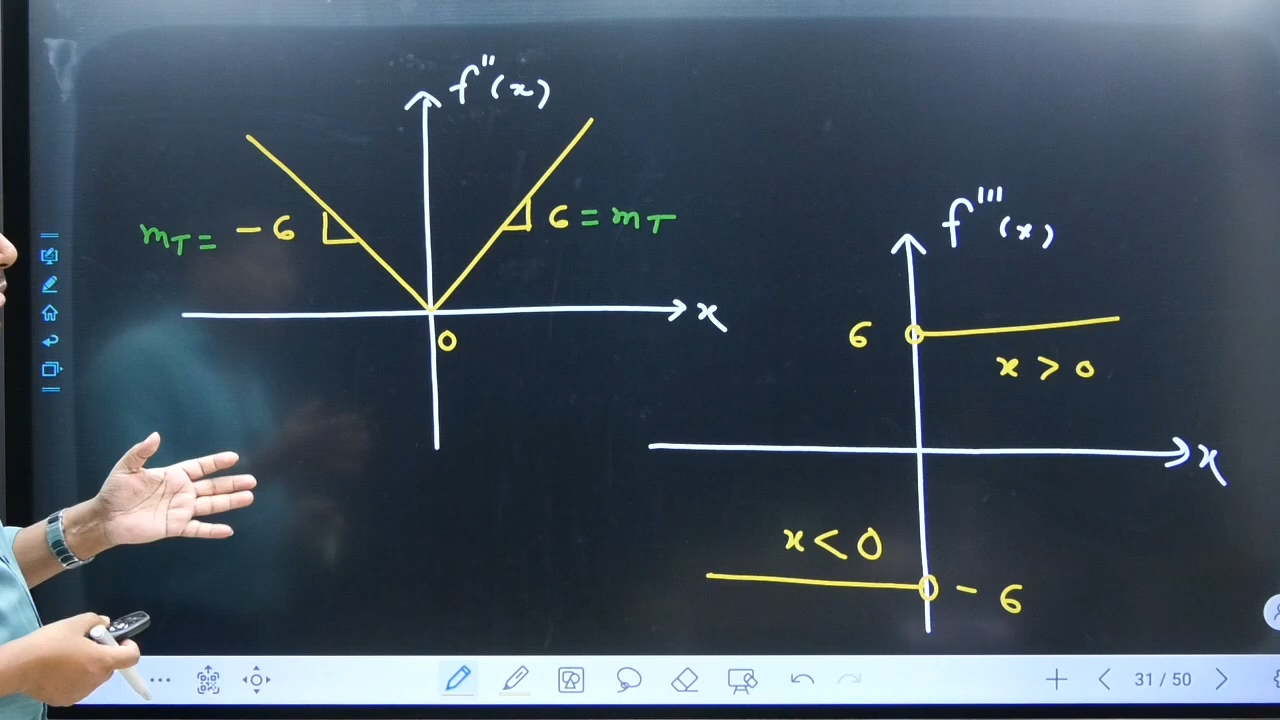 f''(x)
m_T = -6
6 = m_T
x
0
f'''(x)
6
x > 0
x
x < 0
-6
31 / 50